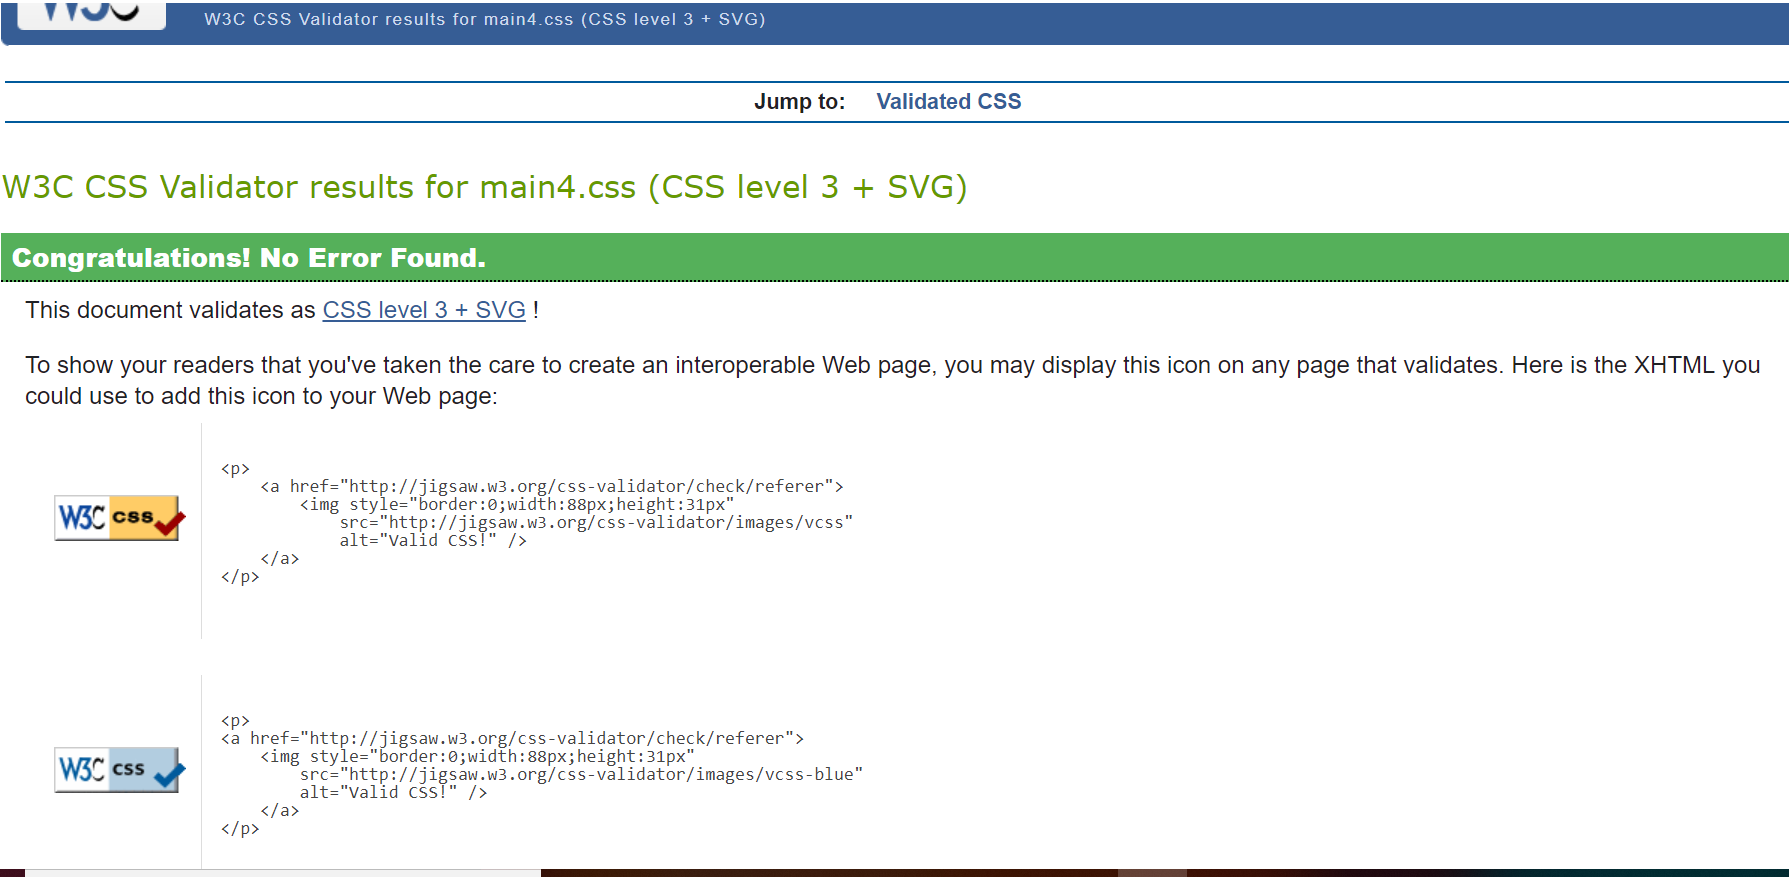 W3C
W3C CSS Validator results for main4.css (CSS level 3 + SVG)
Jump to: Validated CSS
W3C CSS Validator results for main4.css (CSS level 3 + SVG)
Congratulations! No Error Found.
This document validates as CSS level 3 + SVG !
To show your readers that you've taken the care to create an interoperable Web page, you may display this icon on any page that validates. Here is the XHTML you
could use to add this icon to your Web page:
<p>
    <a href="http://jigsaw.w3.org/css-validator/check/referer">
        <img style="border:0;width:88px;height:31px"
            src="http://jigsaw.w3.org/css-validator/images/vcss"
            alt="Valid CSS!" />
    </a>
</p>
W3C css
<p>
<a href="http://jigsaw.w3.org/css-validator/check/referer">
    <img style="border:0;width:88px;height:31px"
        src="http://jigsaw.w3.org/css-validator/images/vcss-blue"
        alt="Valid CSS!" />
    </a>
</p>
W3C css